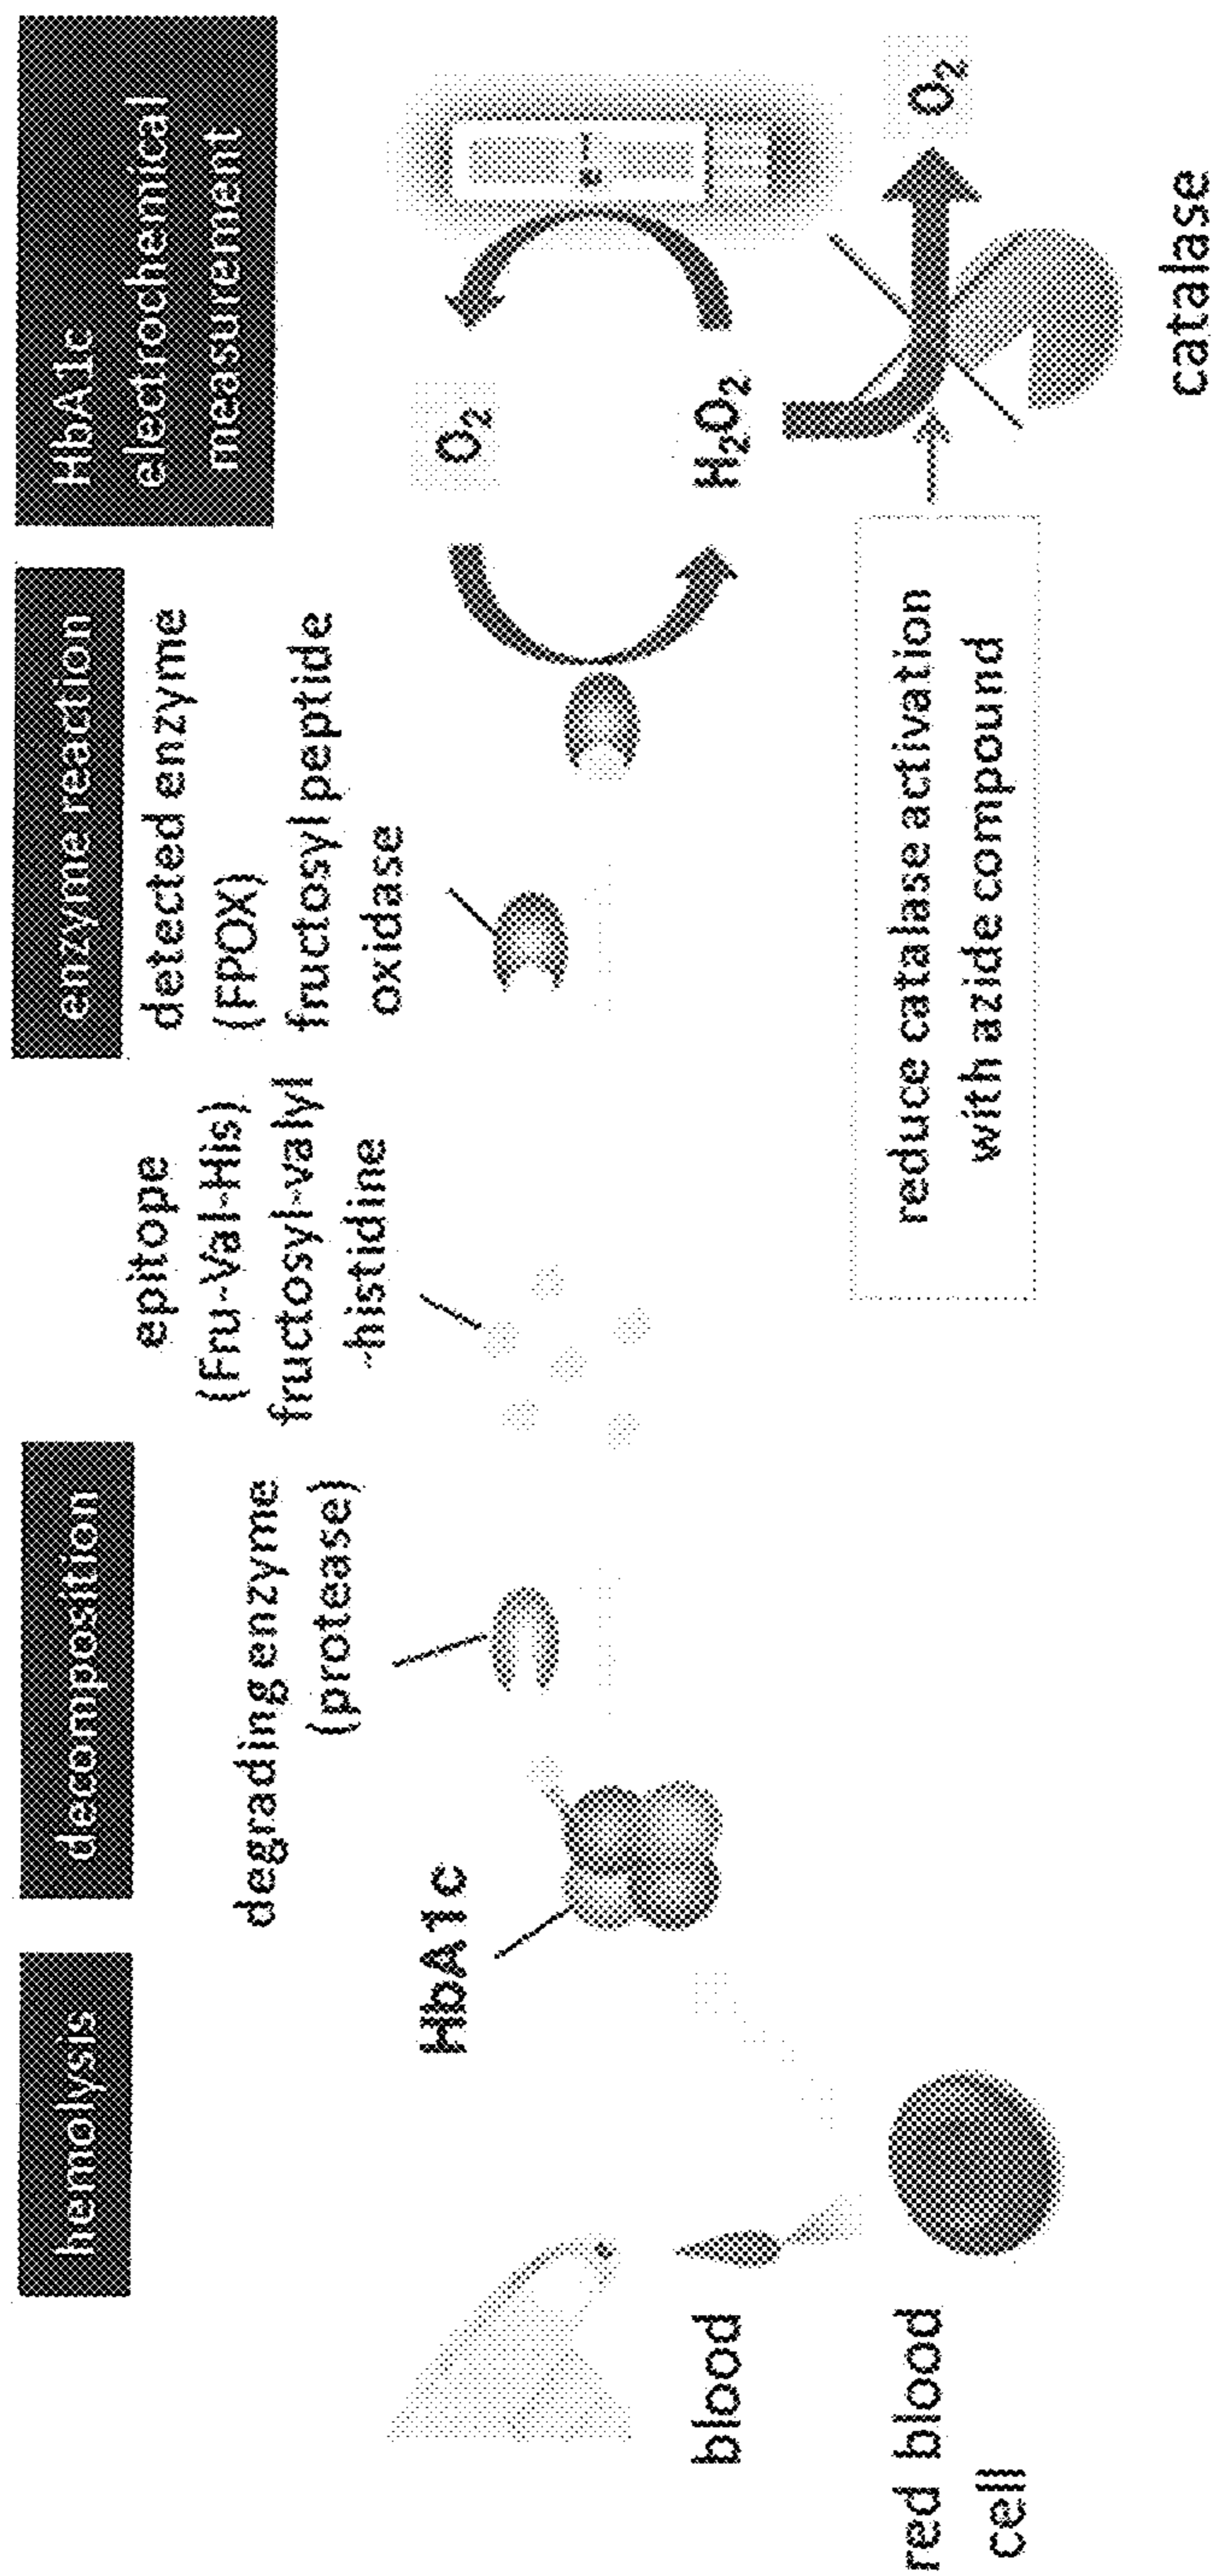 hemolysis
decomposition
enzyme reaction
HbA1c
electrochemical
measurement
blood
red blood
cell
HbA1c
degrading enzyme
(protease)
epitope
(Fru-Val-His)
fructosyl-valyl
-histidine
detected enzyme
(FPOX)
fructosyl peptide
oxidase
O₂
H₂O₂
e⁻
reduce catalase activation
with azide compound
O₂
catalase